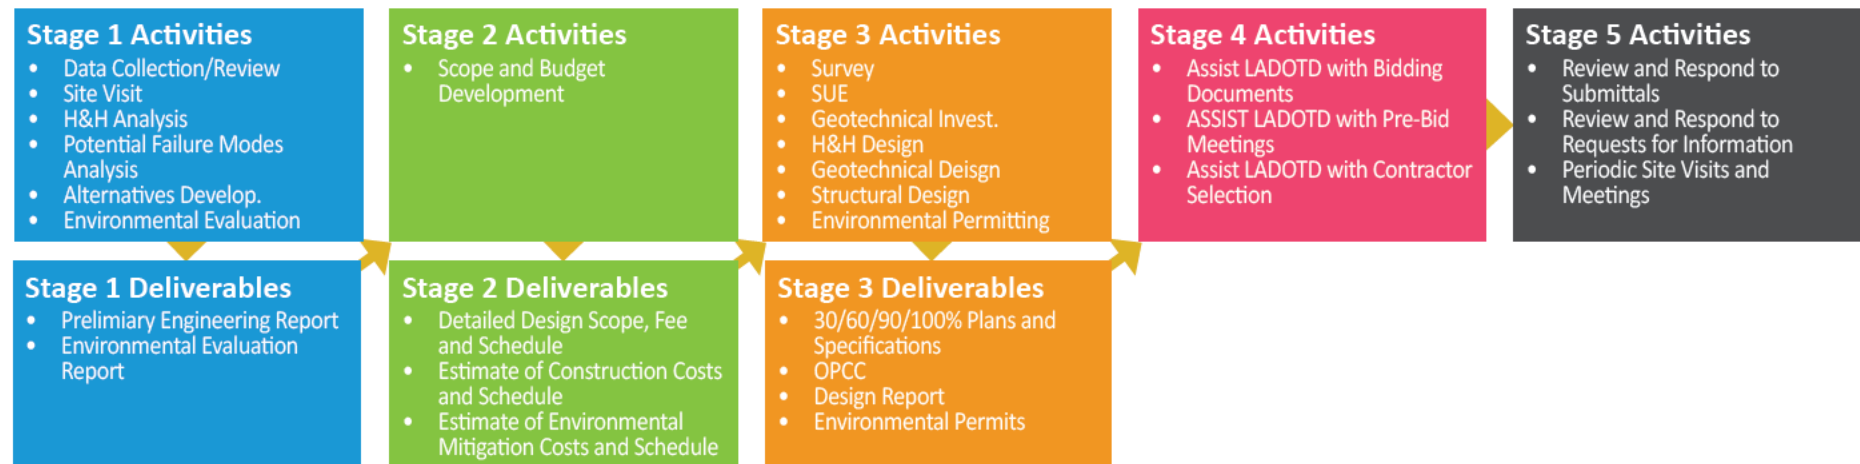 Stage 1 Activities
• Data Collection/Review
• Site Visit
• H&H Analysis
• Potential Failure Modes
Analysis
• Alternatives Develop.
• Environmental Evaluation
Stage 1 Deliverables
• Prelimiary Engineering Report
• Environmental Evaluation
Report
Stage 2 Activities
• Scope and Budget
Development
Stage 2 Deliverables
• Detailed Design Scope, Fee
and Schedule
• Estimate of Construction Costs
and Schedule
• Estimate of Environmental
Mitigation Costs and Schedule
Stage 3 Activities
• Survey
• SUE
• Geotechnical Invest.
• H&H Design
• Geotechnical Deisgn
• Structural Design
• Environmental Permitting
Stage 3 Deliverables
• 30/60/90/100% Plans and
Specifications
• OPCC
• Design Report
• Environmental Permits
Stage 4 Activities
• Assist LADOTD with Bidding
Documents
• ASSIST LADOTD with Pre-Bid
Meetings
• Assist LADOTD with Contractor
Selection
Stage 5 Activities
• Review and Respond to
Submittals
• Review and Respond to
Requests for Information
• Periodic Site Visits and
Meetings